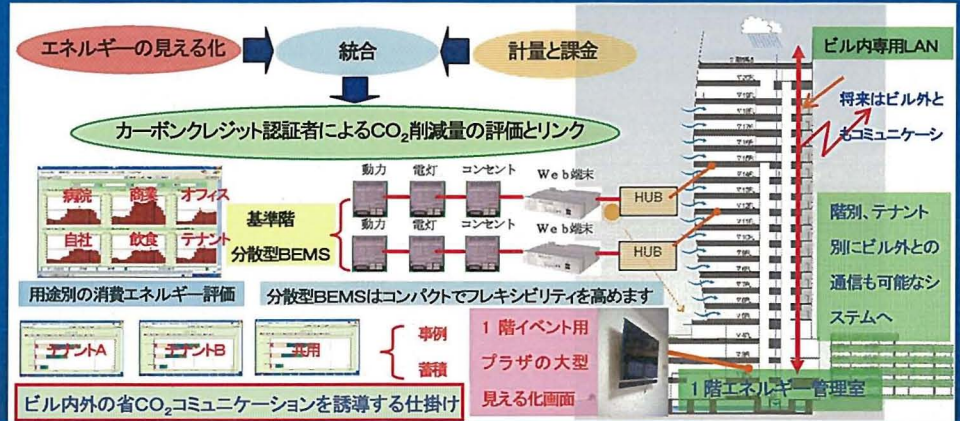 エネルギーの見える化
統合
計量と課金
ビル内専用LAN
将来はビル外と
もコミュニケーシ
カーボンクレジット認証者によるCO₂削減量の評価とリンク
病院
商業
オフィス
自社
飲食
テナント
基準階
分散型BEMS
動力
電灯
コンセント
Web端末
HUB
動力
電灯
コンセント
Web端末
HUB
階別、テナント
別にビル外との
通信も可能なシ
ステムへ
用途別の消費エネルギー評価
分散型BEMSはコンパクトでフレキシビリティを高めます
テナントA
テナントB
共用
事例
蓄積
1階イベント用
プラザの大型
見える化画面
1階エネルギー管理室
ビル内外の省CO₂コミュニケーションを誘導する仕掛け